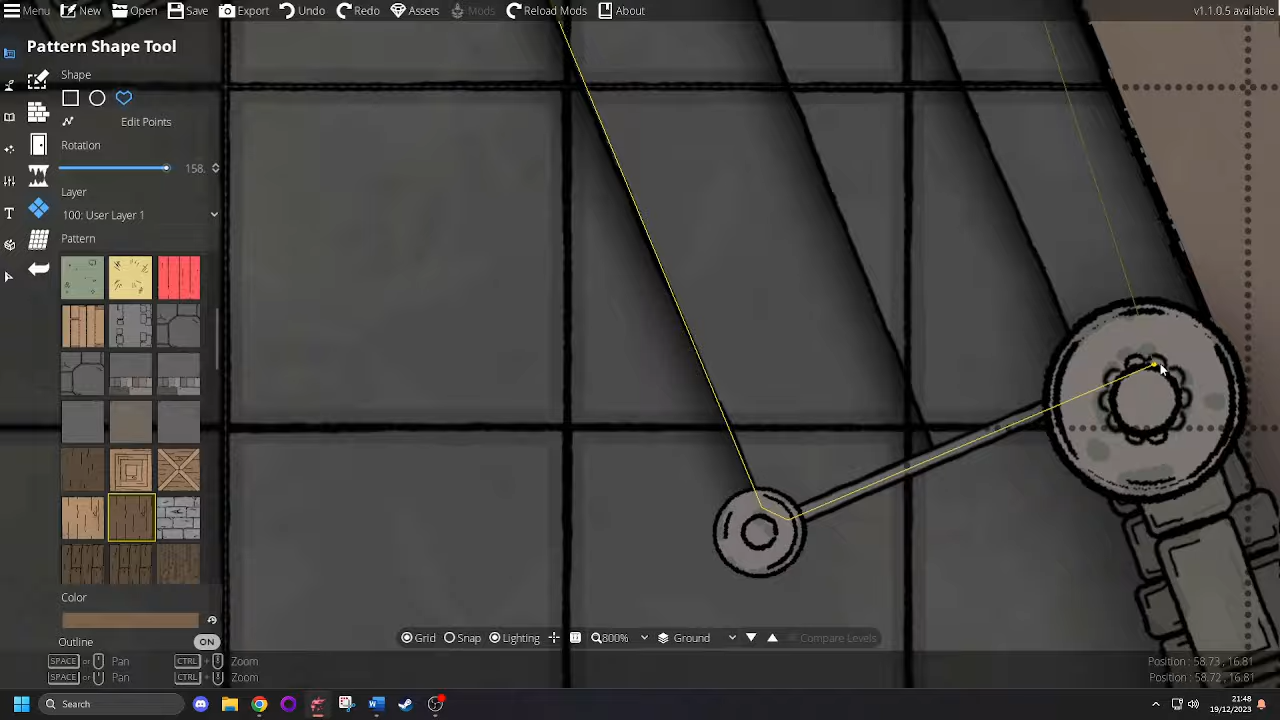 Menu New Open Save Export Undo Redo Assets Mods Reload Mods About v1.1.0.5 available
Pattern Shape Tool
Shape
Edit Points
Rotation
158.
Layer
100: User Layer 1
Pattern
Color
Outline ON
Grid Snap Lighting 800% Ground Compare Levels
SPACE or Pan CTRL + Zoom Position : 58.73, 16.81
SPACE or Pan CTRL + Zoom Position : 58.72, 16.81
Search
21:48
19/12/2023